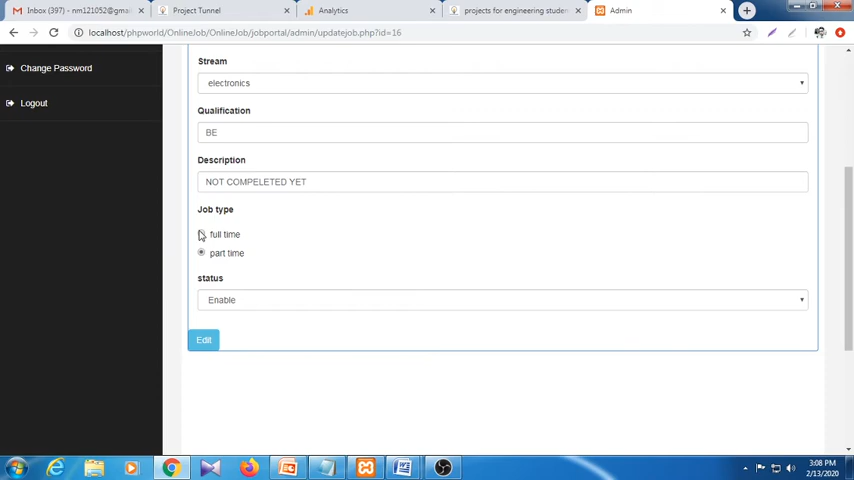 Inbox (397) - nm121052@gmai
Project Tunnel
Analytics
projects for engineering studen
Admin
localhost/phpworld/OnlineJob/OnlineJob/jobportal/admin/updatejob.php?id=16
Change Password
Logout
Stream
electronics
Qualification
BE
Description
NOT COMPELETED YET
Job type
full time
part time
status
Enable
Edit
3:08 PM
2/13/2020